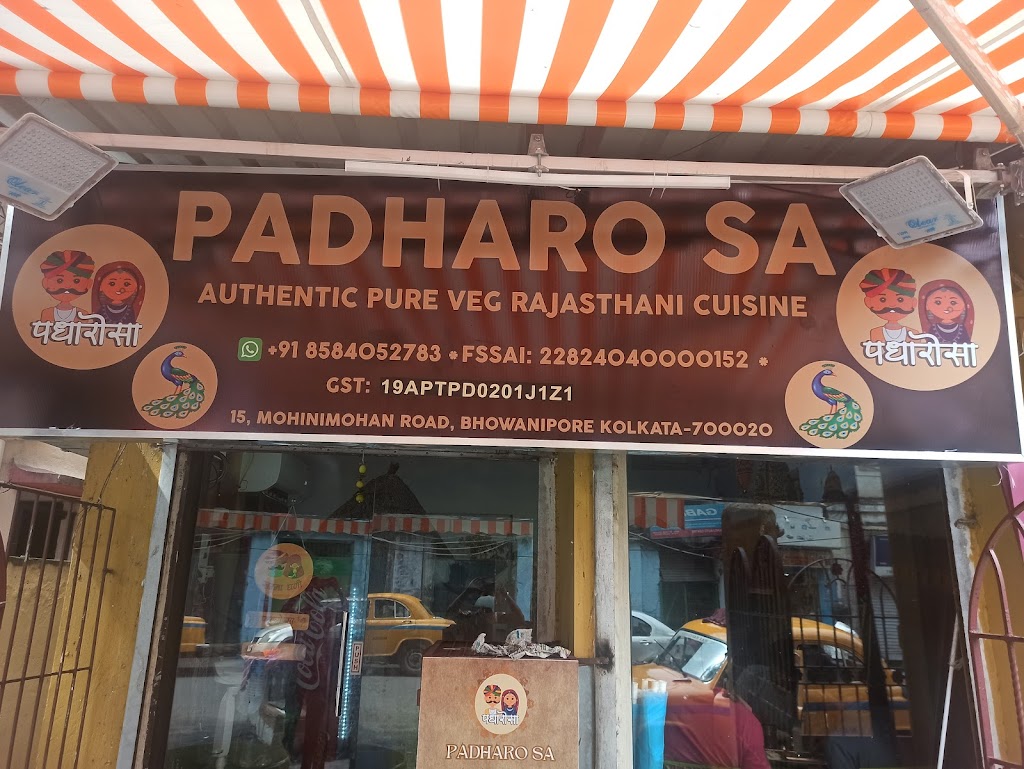 PADHARO SA
AUTHENTIC PURE VEG RAJASTHANI CUISINE
पधारोसा
पधारोसा
+91 8584052783 * FSSAI: 22824040000152 *
GST: 19APTPD0201J1Z1
15, MOHINIMOHAN ROAD, BHOWANIPORE KOLKATA-700020
PUSH
पधारोसा
PADHARO SA